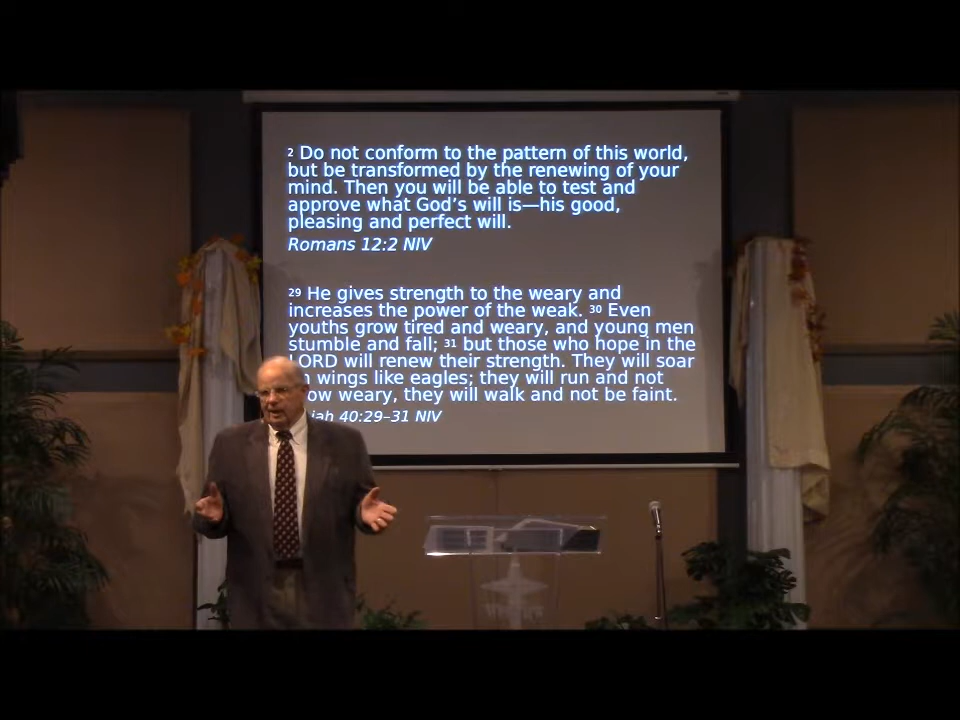 2 Do not conform to the pattern of this world,
but be transformed by the renewing of your
mind. Then you will be able to test and
approve what God's will is—his good,
pleasing and perfect will.
Romans 12:2 NIV
29 He gives strength to the weary and
increases the power of the weak. 30 Even
youths grow tired and weary, and young men
stumble and fall; 31 but those who hope in the
LORD will renew their strength. They will soar
wings like eagles; they will run and not
weary, they will walk and not be faint.
40:29–31 NIV